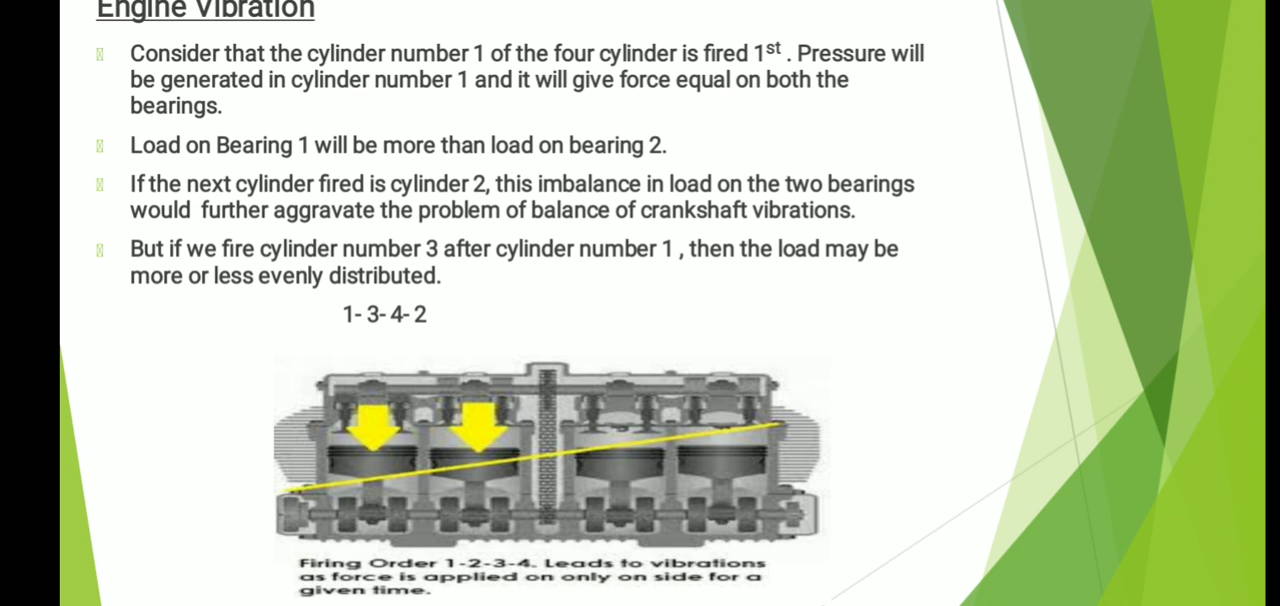 Engine Vibration
Consider that the cylinder number 1 of the four cylinder is fired 1st . Pressure will
be generated in cylinder number 1 and it will give force equal on both the
bearings.
Load on Bearing 1 will be more than load on bearing 2.
If the next cylinder fired is cylinder 2, this imbalance in load on the two bearings
would further aggravate the problem of balance of crankshaft vibrations.
But if we fire cylinder number 3 after cylinder number 1 , then the load may be
more or less evenly distributed.
1- 3- 4- 2
Firing Order 1-2-3-4. Leads to vibrations
as force is applied on only on side for a
given time.